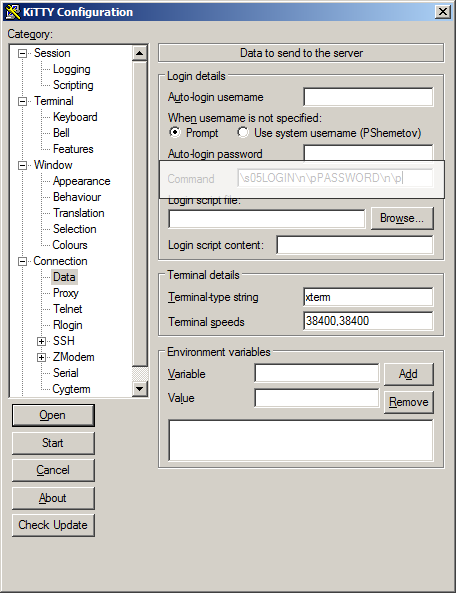 KiTTY Configuration
Category:
Session
Logging
Scripting
Terminal
Keyboard
Bell
Features
Window
Appearance
Behaviour
Translation
Selection
Colours
Connection
Data
Proxy
Telnet
Rlogin
SSH
ZModem
Serial
Cygterm
Open
Start
Cancel
About
Check Update
Data to send to the server
Login details
Auto-login username
When username is not specified:
Prompt Use system username (PShemetov)
Auto-login password
Command \s05LOGIN\n\pPASSWORD\n\p
Login script file: Browse...
Login script content:
Terminal details
Terminal-type string xterm
Terminal speeds 38400,38400
Environment variables
Variable Add
Value Remove